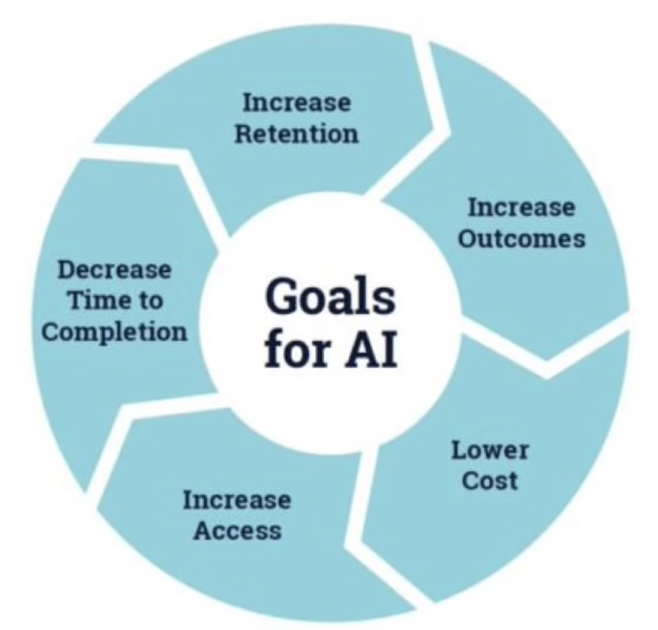 Increase
Retention
Increase
Outcomes
Lower
Cost
Increase
Access
Decrease
Time to
Completion
Goals
for AI